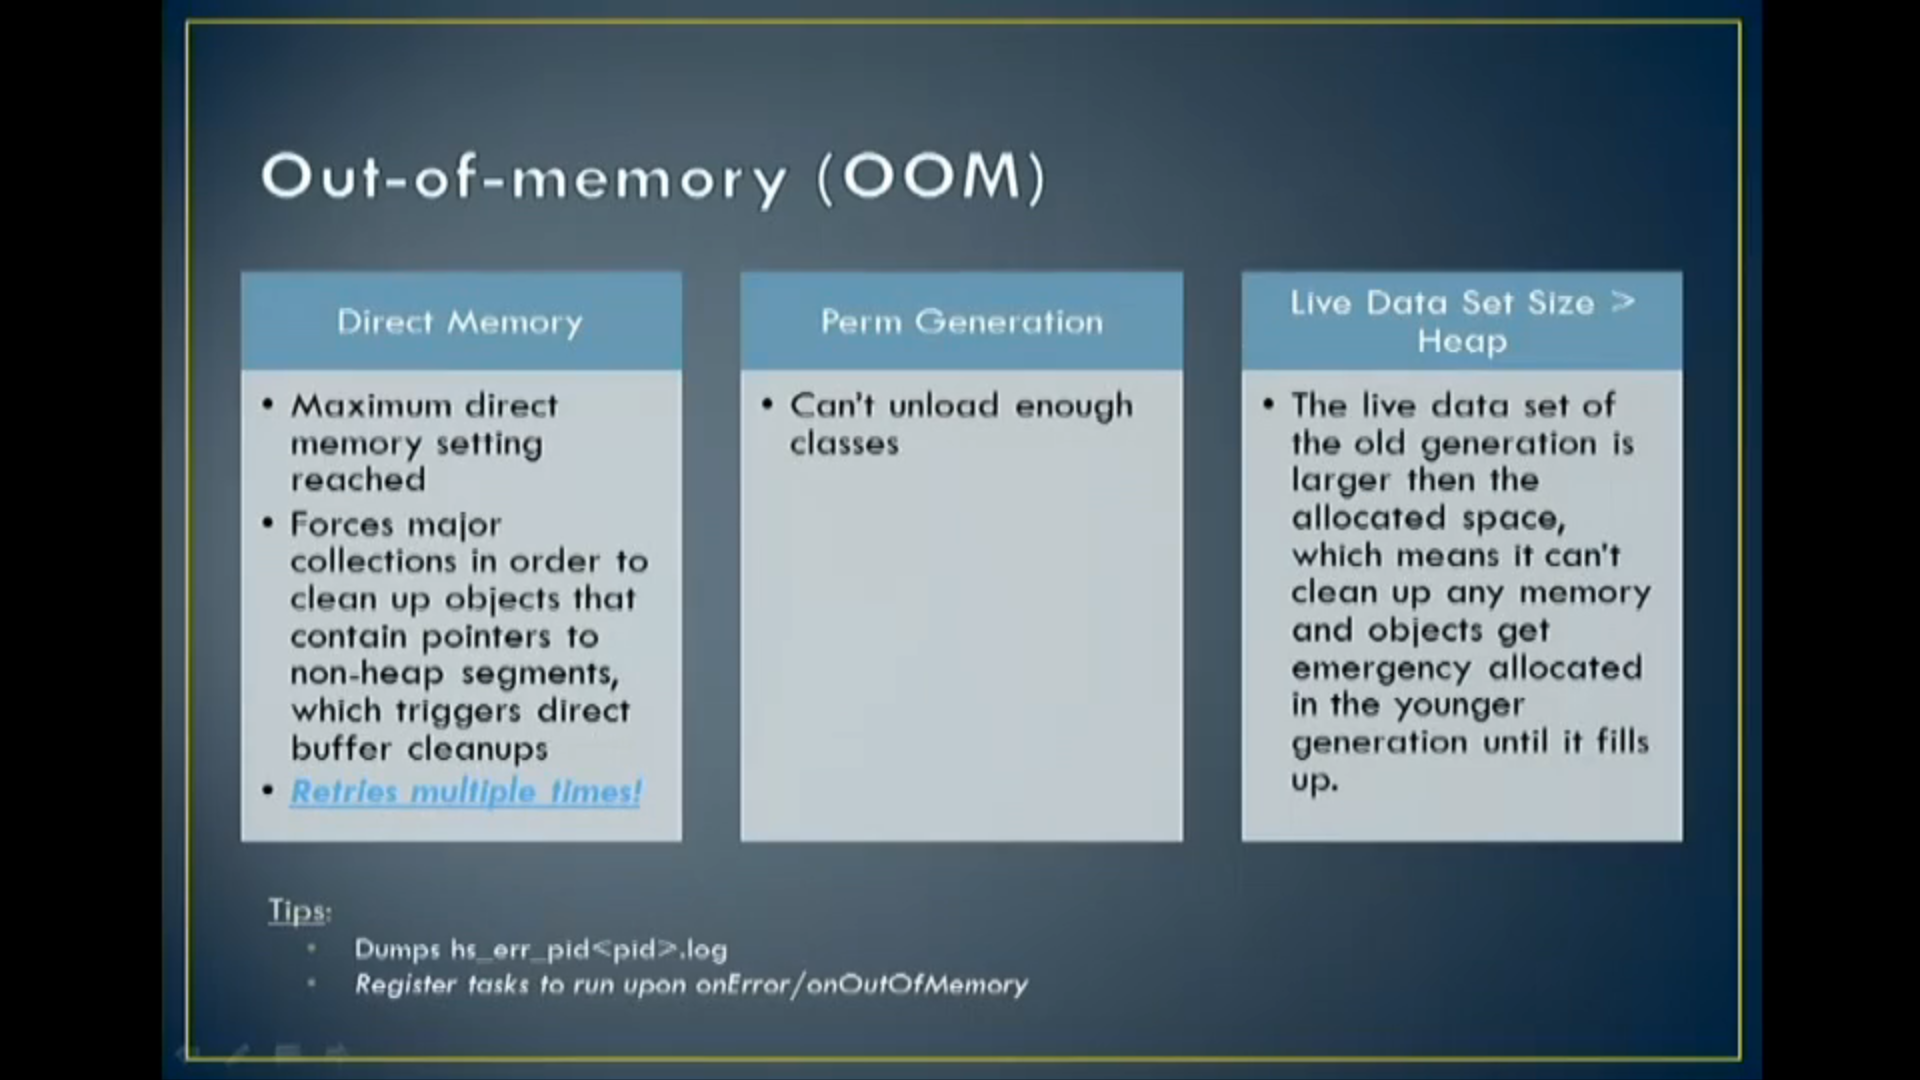 Out-of-memory (OOM)
Direct Memory
• Maximum direct
memory setting
reached
• Forces major
collections in order to
clean up objects that
contain pointers to
non-heap segments,
which triggers direct
buffer cleanups
• Retries multiple times!
Perm Generation
• Can't unload enough
classes
Live Data Set Size >
Heap
• The live data set of
the old generation is
larger then the
allocated space,
which means it can't
clean up any memory
and objects get
emergency allocated
in the younger
generation until it fills
up.
Tips:
• Dumps hs_err_pid<pid>.log
• Register tasks to run upon onError/onOutOfMemory